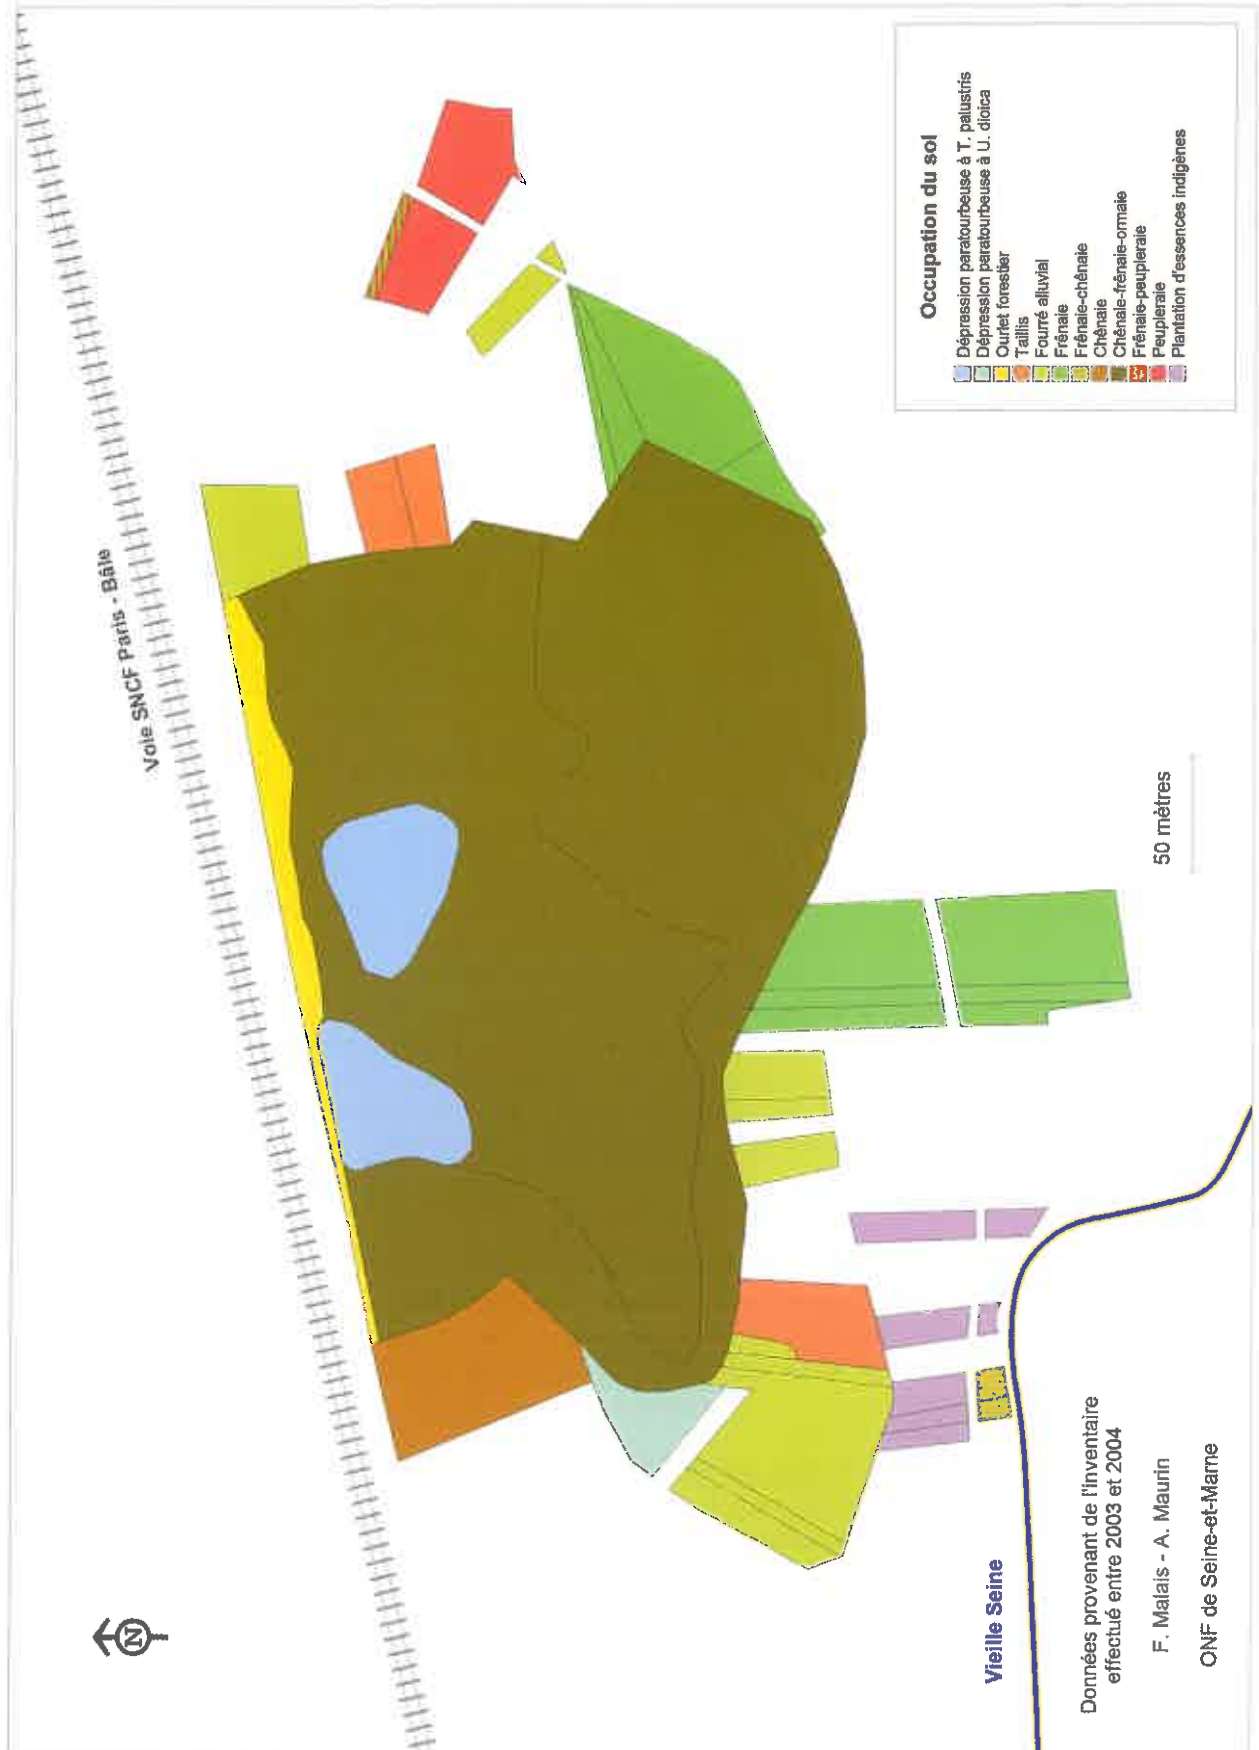 Voie SNCF Paris - Bâle
N
Occupation du sol
Dépression paratourbeuse à T. palustris
Dépression paratourbeuse à U. dioica
Ourlet forestier
Taillis
Fourré alluvial
Frênaie
Frênaie-chênaie
Chênaie
Chênaie-frênaie-ormaie
Frênaie-peupleraie
Peupleraie
Plantation d'essences indigènes
50 mètres
Vieille Seine
Données provenant de l'inventaire
effectué entre 2003 et 2004
F. Malais - A. Maurin
ONF de Seine-et-Marne